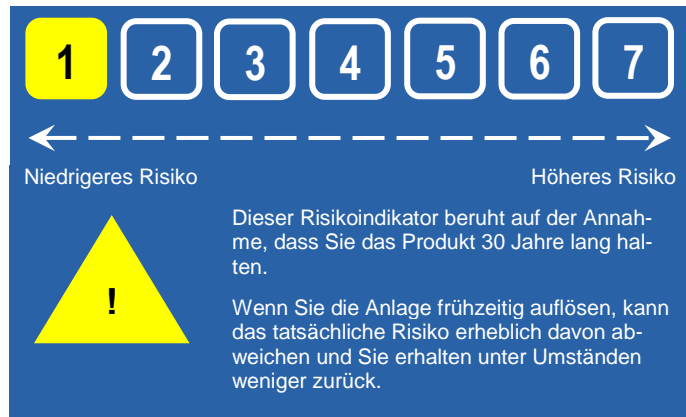 1 2 3 4 5 6 7
Niedrigeres Risiko Höheres Risiko
!
Dieser Risikoindikator beruht auf der Annah-
me, dass Sie das Produkt 30 Jahre lang hal-
ten.
Wenn Sie die Anlage frühzeitig auflösen, kann
das tatsächliche Risiko erheblich davon ab-
weichen und Sie erhalten unter Umständen
weniger zurück.